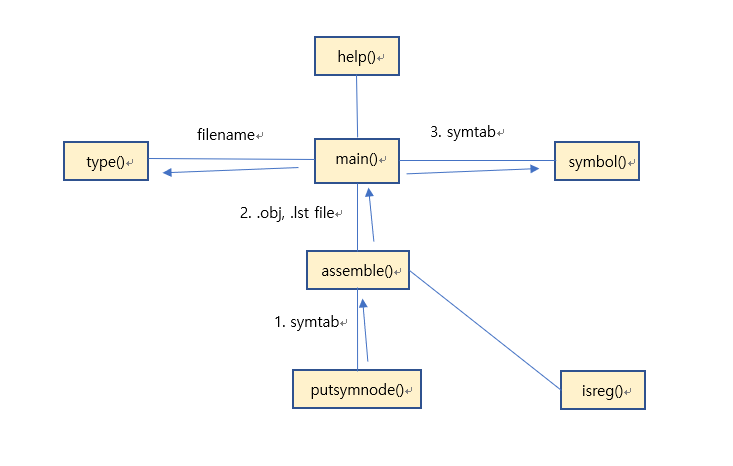 help()
filename
3. symtab
type()
main()
symbol()
2. .obj, .lst file
assemble()
1. symtab
putsymnode()
isreg()